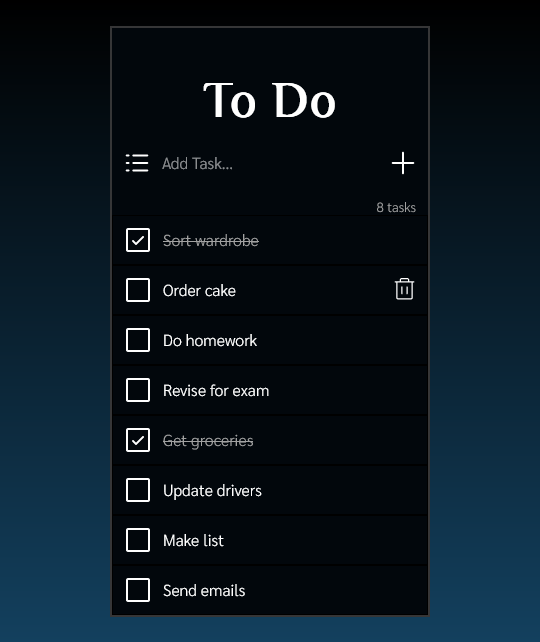 To Do
Add Task...
8 tasks
Sort wardrobe
Order cake
Do homework
Revise for exam
Get groceries
Update drivers
Make list
Send emails